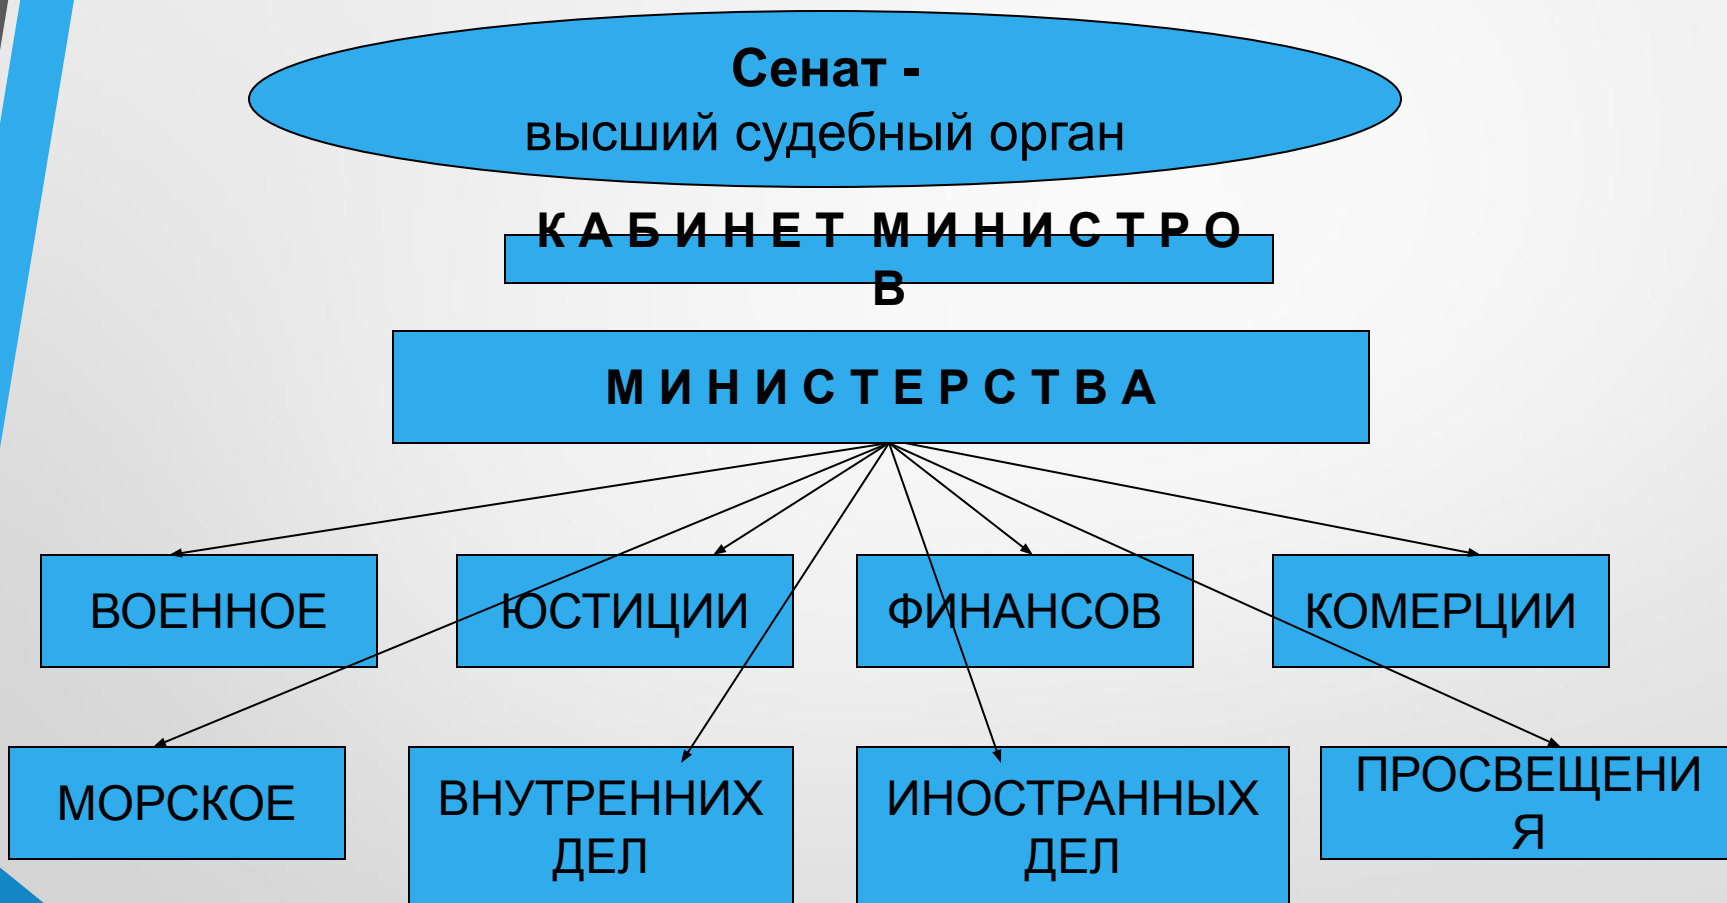 Сенат -
высший судебный орган
К А Б И Н Е Т М И Н И С Т Р О
В
М И Н И С Т Е Р С Т В А
ВОЕННОЕ
ЮСТИЦИИ
ФИНАНСОВ
КОМЕРЦИИ
МОРСКОЕ
ВНУТРЕННИХ
ДЕЛ
ИНОСТРАННЫХ
ДЕЛ
ПРОСВЕЩЕНИ
Я